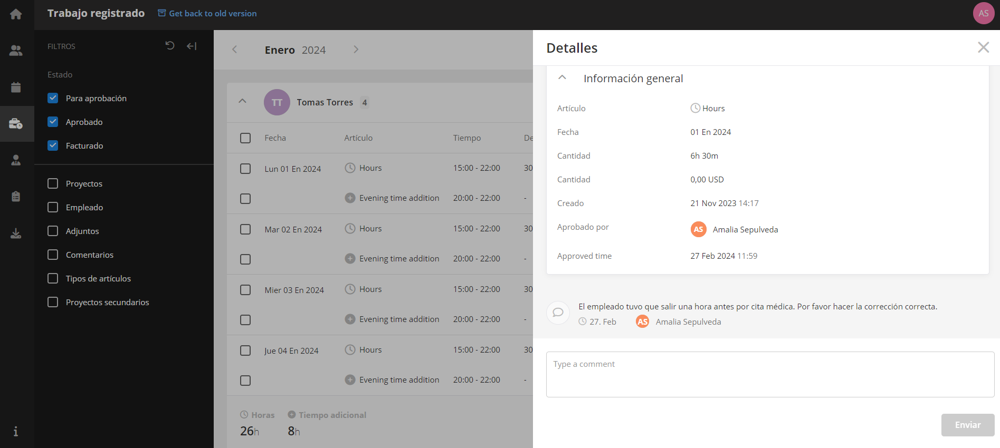 Trabajo registrado Get back to old version AS
FILTROS
Estado
Para aprobación
Aprobado
Facturado
Proyectos
Empleado
Adjuntos
Comentarios
Tipos de artículos
Proyectos secundarios
Enero 2024
TT Tomas Torres 4
Fecha Artículo Tiempo De
Lun 01 En 2024 Hours 15:00 - 22:00 30
Evening time addition 20:00 - 22:00 -
Mar 02 En 2024 Hours 15:00 - 22:00 30
Evening time addition 20:00 - 22:00 -
Mier 03 En 2024 Hours 15:00 - 22:00 30
Evening time addition 20:00 - 22:00 -
Jue 04 En 2024 Hours 15:00 - 22:00 30
Evening time addition 20:00 - 22:00 -
Horas Tiempo adicional
26h 8h
Detalles
Información general
Artículo Hours
Fecha 01 En 2024
Cantidad 6h 30m
Cantidad 0,00 USD
Creado 21 Nov 2023 14:17
Aprobado por AS Amalia Sepulveda
Approved time 27 Feb 2024 11:59
El empleado tuvo que salir una hora antes por cita médica. Por favor hacer la corrección correcta.
27. Feb AS Amalia Sepulveda
Type a comment
Enviar